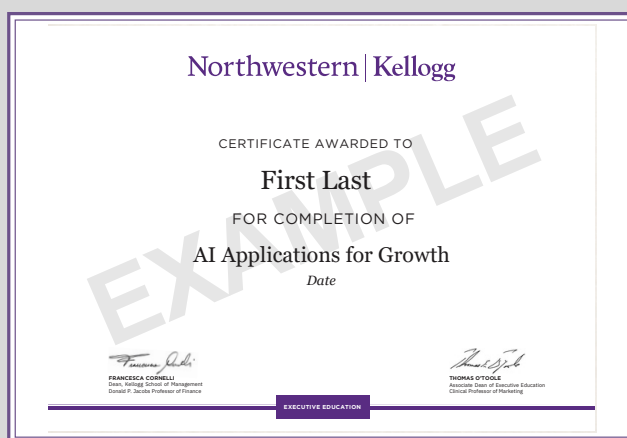 Northwestern | Kellogg
CERTIFICATE AWARDED TO
First Last
FOR COMPLETION OF
AI Applications for Growth
Date
EXAMPLE
FRANCESCA CORNELLI
Dean, Kellogg School of Management
Donald P. Jacobs Professor of Finance
THOMAS O'TOOLE
Associate Dean of Executive Education
Clinical Professor of Marketing
EXECUTIVE EDUCATION